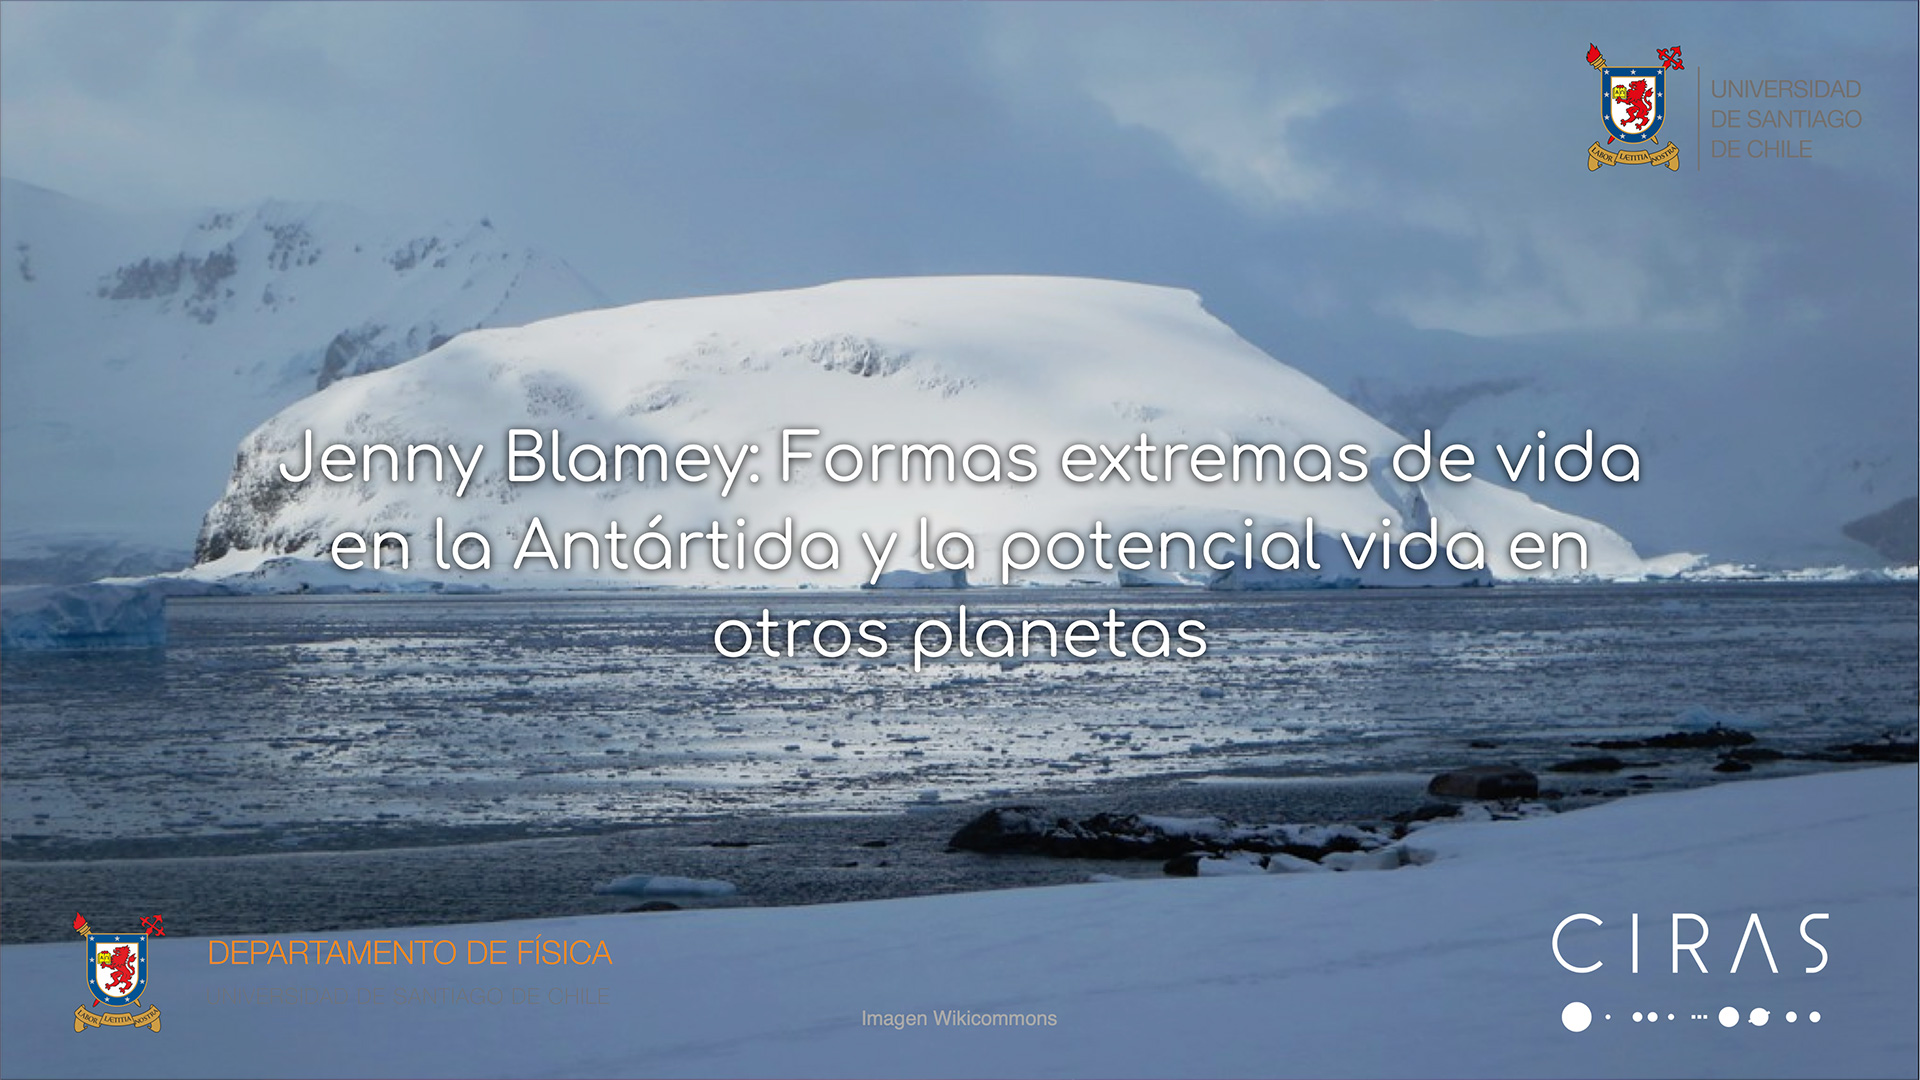 UNIVERSIDAD
DE SANTIAGO
DE CHILE
LABOR LÆTITIA NOSTRA
Jenny Blamey: Formas extremas de vida
en la Antártida y la potencial vida en
otros planetas
DEPARTAMENTO DE FÍSICA
UNIVERSIDAD DE SANTIAGO DE CHILE
LABOR LÆTITIA NOSTRA
Imagen Wikicommons
CIRAS